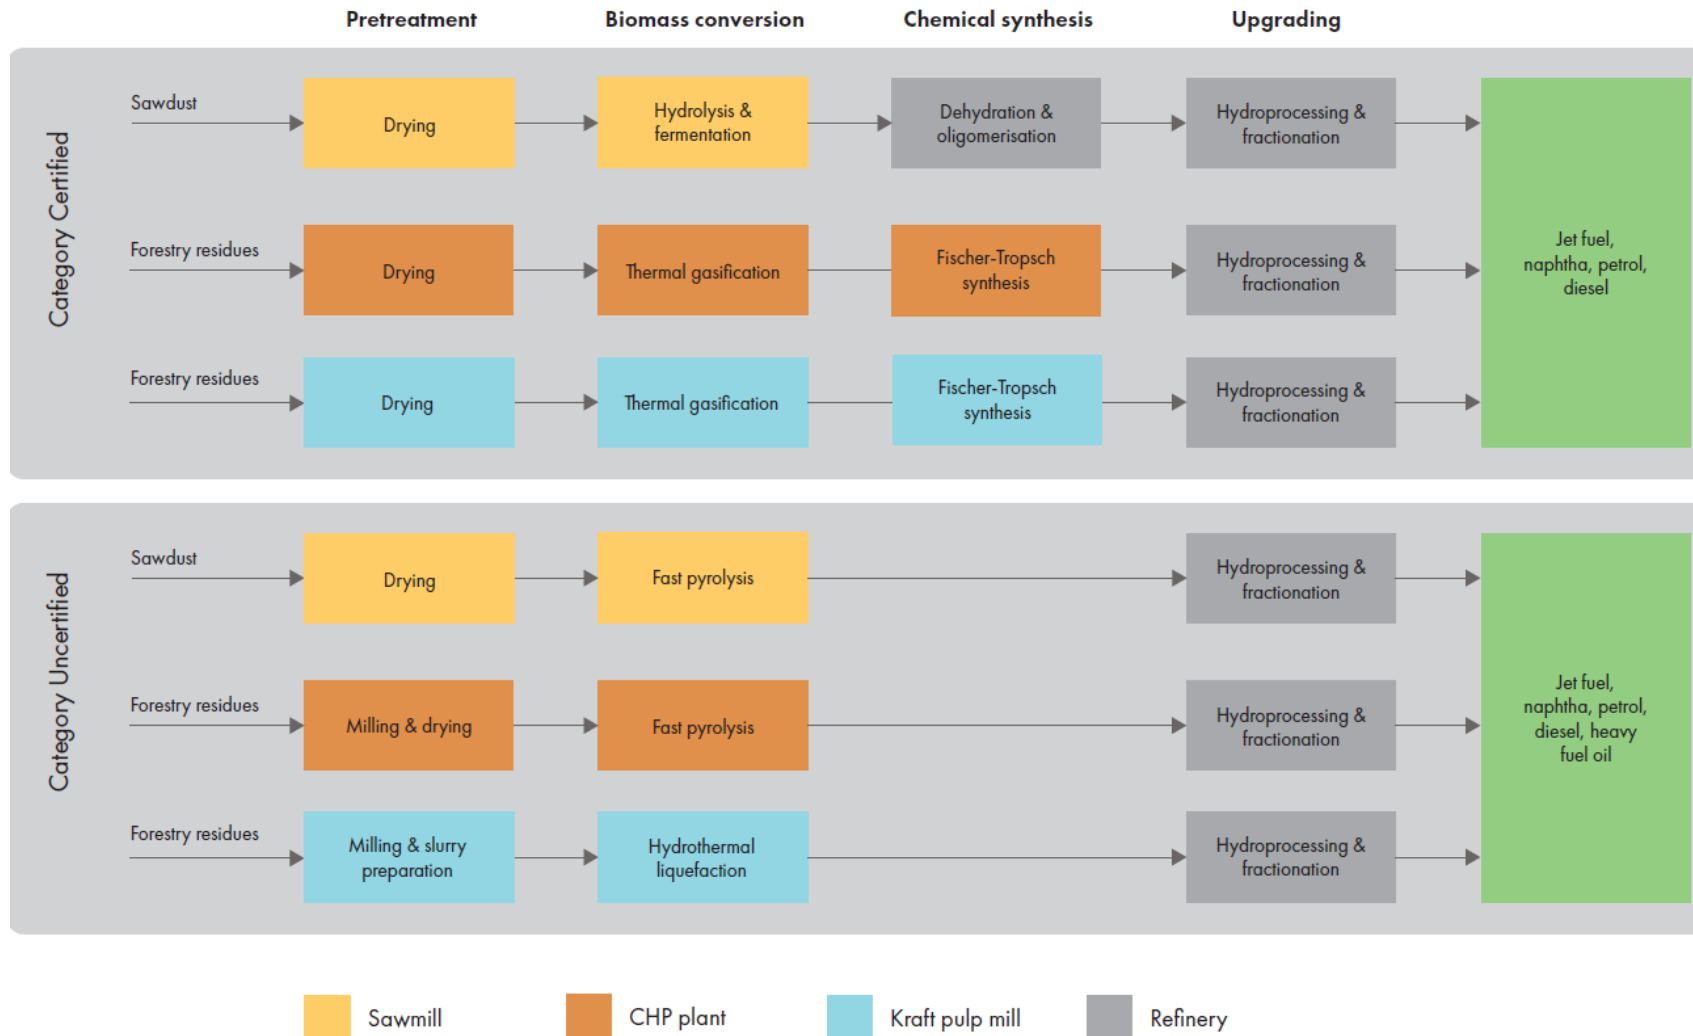 Pretreatment
Biomass conversion
Chemical synthesis
Upgrading
Category Certified
Sawdust
Drying
Hydrolysis &
fermentation
Dehydration &
oligomerisation
Hydroprocessing &
fractionation
Forestry residues
Drying
Thermal gasification
Fischer-Tropsch
synthesis
Hydroprocessing &
fractionation
Forestry residues
Drying
Thermal gasification
Fischer-Tropsch
synthesis
Hydroprocessing &
fractionation
Jet fuel,
naphtha, petrol,
diesel
Category Uncertified
Sawdust
Drying
Fast pyrolysis
Hydroprocessing &
fractionation
Forestry residues
Milling & drying
Fast pyrolysis
Hydroprocessing &
fractionation
Forestry residues
Milling & slurry
preparation
Hydrothermal
liquefaction
Hydroprocessing &
fractionation
Jet fuel,
naphtha, petrol,
diesel, heavy
fuel oil
Sawmill
CHP plant
Kraft pulp mill
Refinery